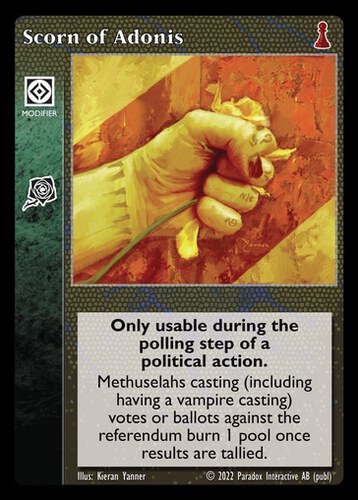 Scorn of Adonis
MODIFIER
Only usable during the
polling step of a
political action.
Methuselahs casting (including
having a vampire casting)
votes or ballots against the
referendum burn 1 pool once
results are tallied.
Illus: Kieran Yanner © 2022 Paradox Interactive AB (publ)